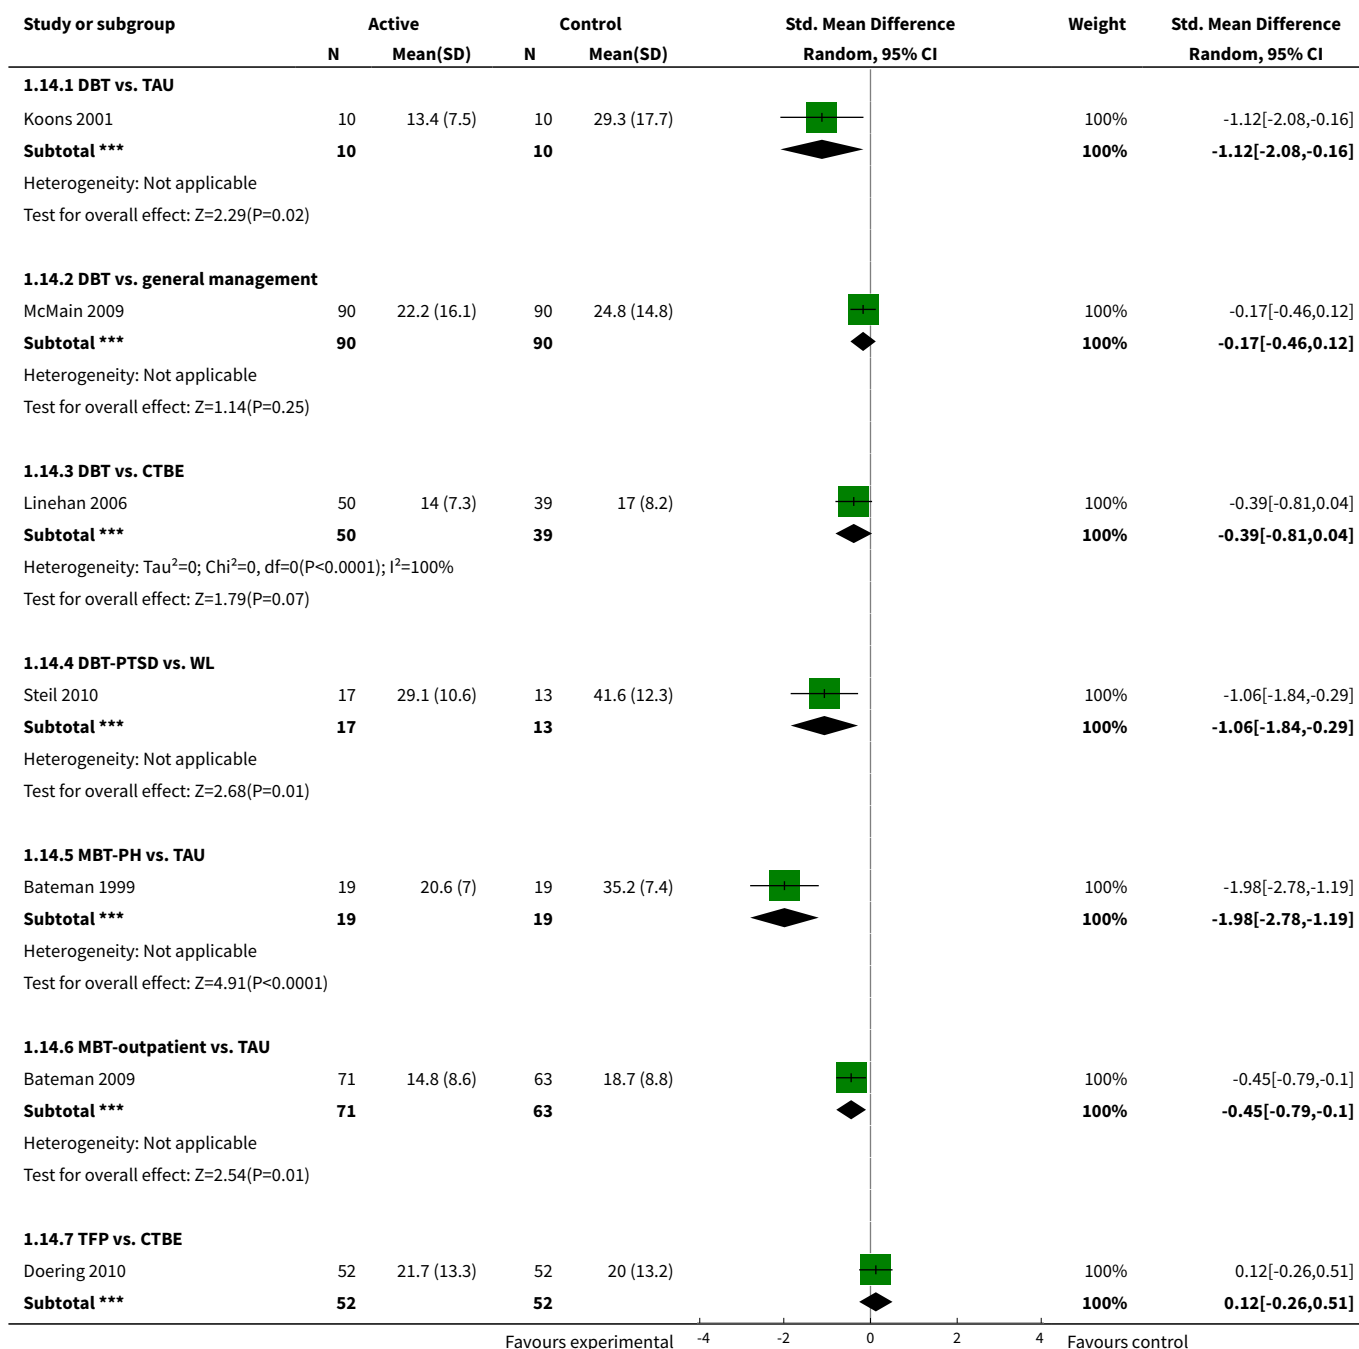 Study or subgroup Active Control Std. Mean Difference Weight Std. Mean Difference
N Mean(SD) N Mean(SD) Random, 95% CI Random, 95% CI
1.14.1 DBT vs. TAU
Koons 2001 10 13.4 (7.5) 10 29.3 (17.7) 100% -1.12[-2.08,-0.16]
Subtotal *** 10 10 100% -1.12[-2.08,-0.16]
Heterogeneity: Not applicable
Test for overall effect: Z=2.29(P=0.02)
1.14.2 DBT vs. general management
McMain 2009 90 22.2 (16.1) 90 24.8 (14.8) 100% -0.17[-0.46,0.12]
Subtotal *** 90 90 100% -0.17[-0.46,0.12]
Heterogeneity: Not applicable
Test for overall effect: Z=1.14(P=0.25)
1.14.3 DBT vs. CTBE
Linehan 2006 50 14 (7.3) 39 17 (8.2) 100% -0.39[-0.81,0.04]
Subtotal *** 50 39 100% -0.39[-0.81,0.04]
Heterogeneity: Tau²=0; Chi²=0, df=0(P<0.0001); I²=100%
Test for overall effect: Z=1.79(P=0.07)
1.14.4 DBT-PTSD vs. WL
Steil 2010 17 29.1 (10.6) 13 41.6 (12.3) 100% -1.06[-1.84,-0.29]
Subtotal *** 17 13 100% -1.06[-1.84,-0.29]
Heterogeneity: Not applicable
Test for overall effect: Z=2.68(P=0.01)
1.14.5 MBT-PH vs. TAU
Bateman 1999 19 20.6 (7) 19 35.2 (7.4) 100% -1.98[-2.78,-1.19]
Subtotal *** 19 19 100% -1.98[-2.78,-1.19]
Heterogeneity: Not applicable
Test for overall effect: Z=4.91(P<0.0001)
1.14.6 MBT-outpatient vs. TAU
Bateman 2009 71 14.8 (8.6) 63 18.7 (8.8) 100% -0.45[-0.79,-0.1]
Subtotal *** 71 63 100% -0.45[-0.79,-0.1]
Heterogeneity: Not applicable
Test for overall effect: Z=2.54(P=0.01)
1.14.7 TFP vs. CTBE
Doering 2010 52 21.7 (13.3) 52 20 (13.2) 100% 0.12[-0.26,0.51]
Subtotal *** 52 52 100% 0.12[-0.26,0.51]
Favours experimental -4 -2 0 2 4 Favours control